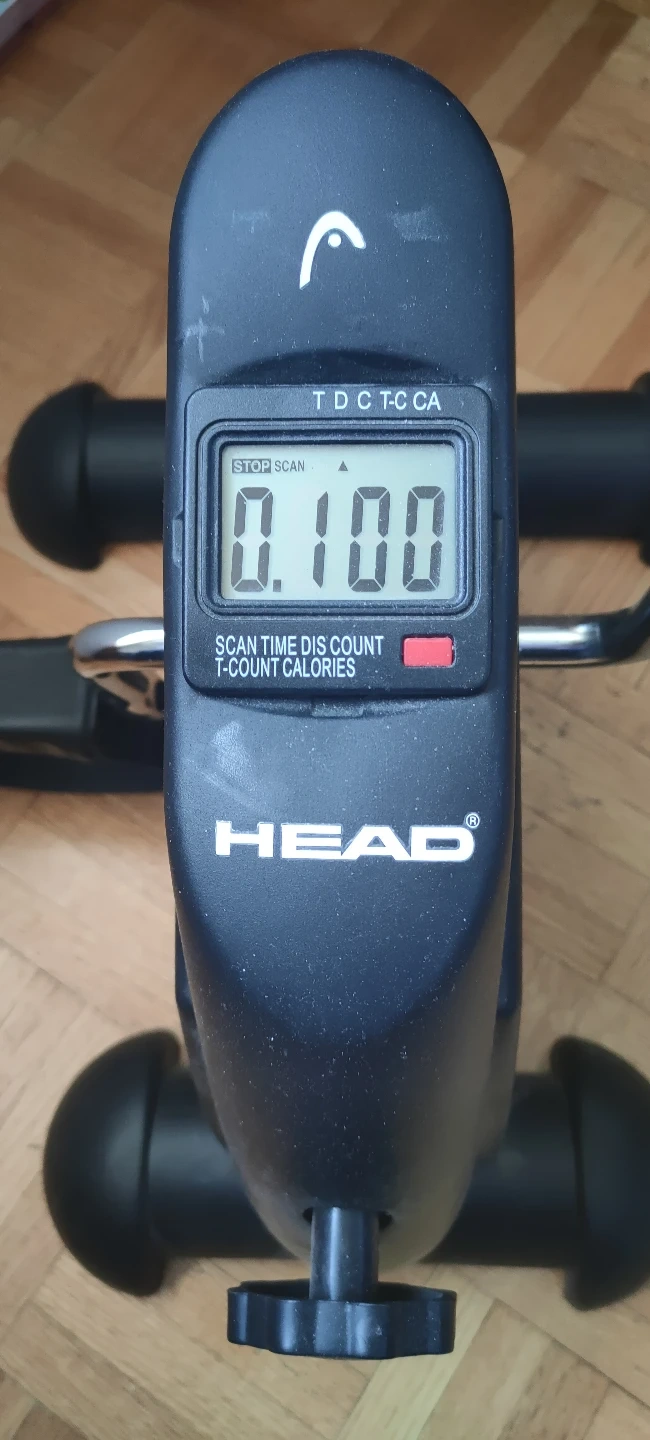 T D C T-C CA
STOP SCAN ▲
0.100
SCAN TIME DIS COUNT
T-COUNT CALORIES
HEAD®